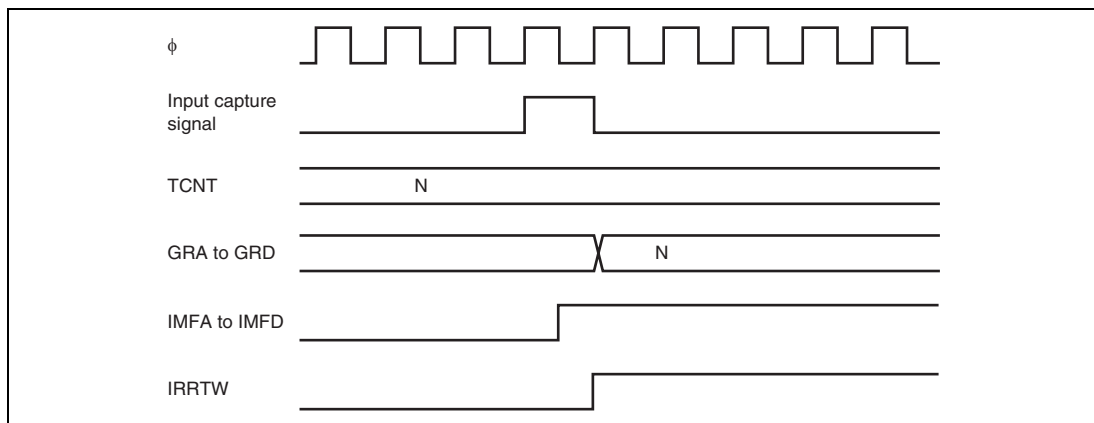 ϕ
Input capture
signal
TCNT
N
GRA to GRD
N
IMFA to IMFD
IRRTW